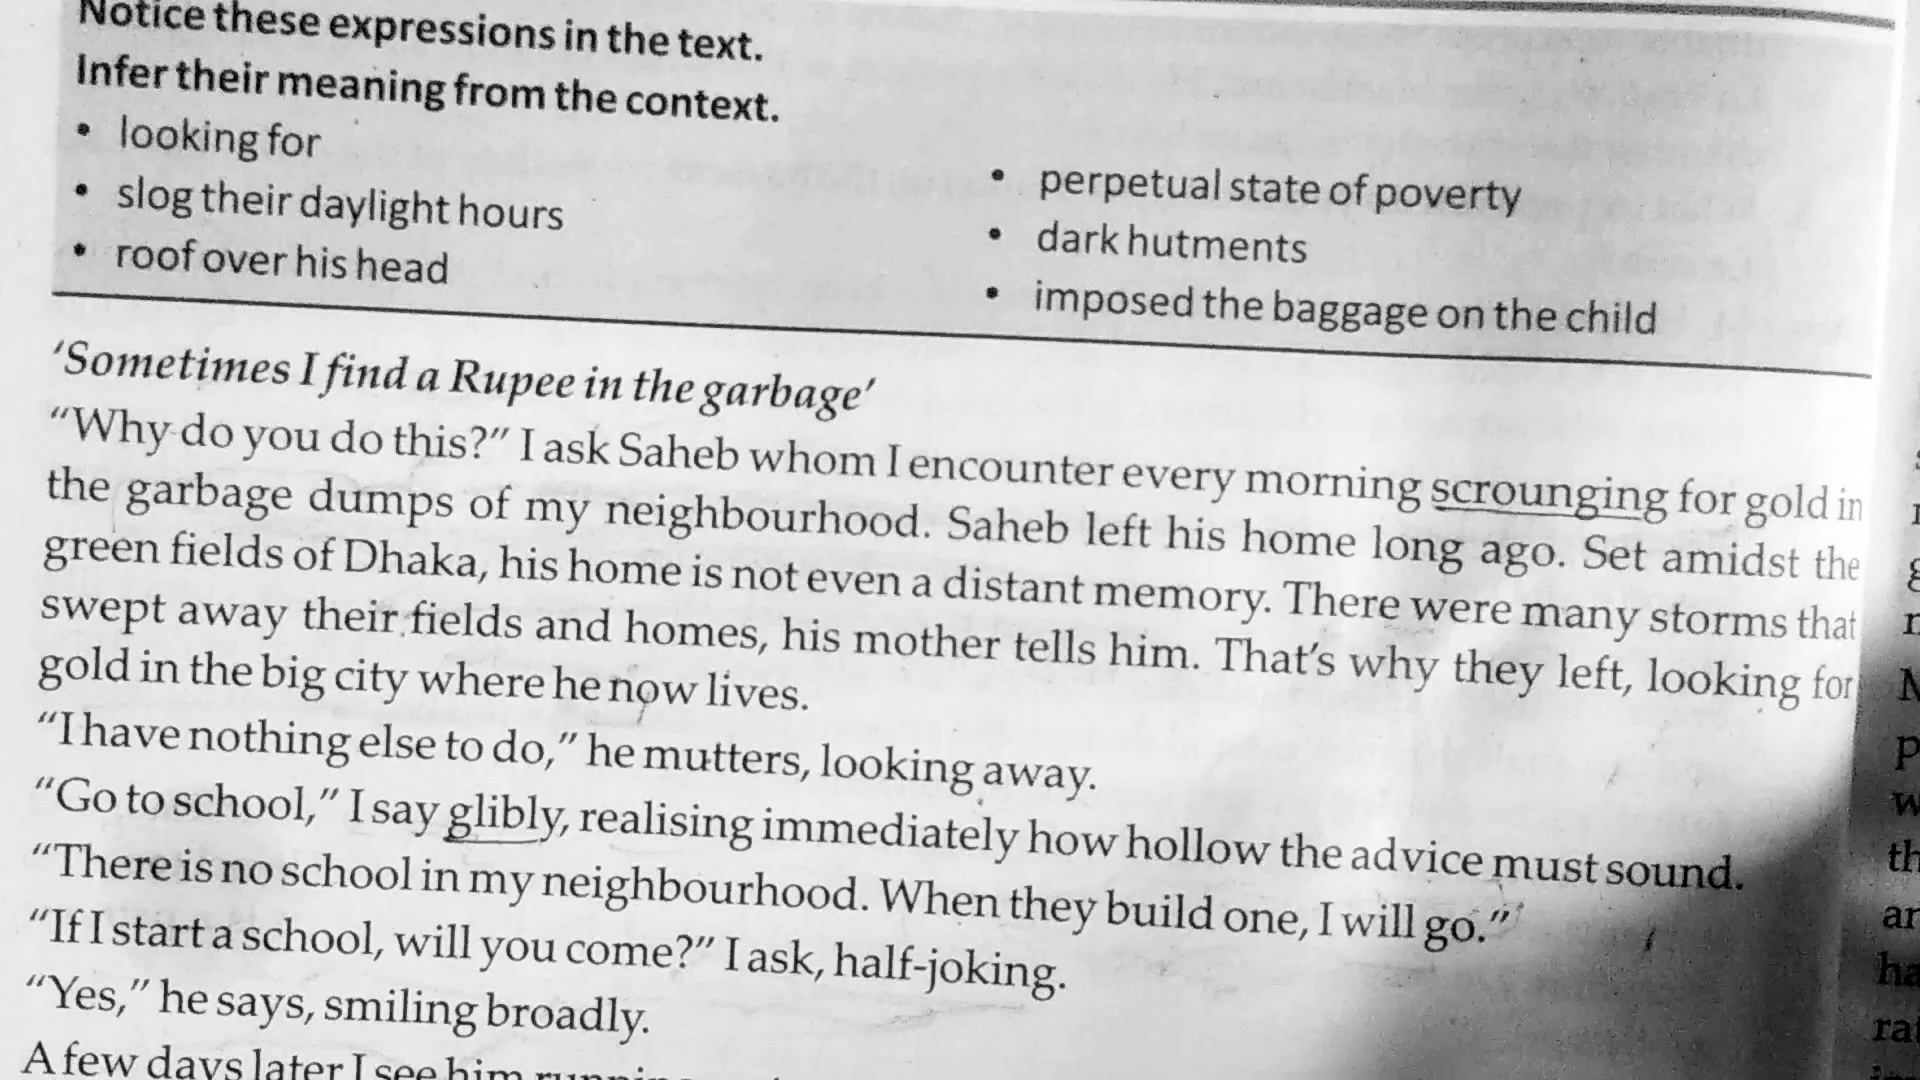 Notice these expressions in the text.
Infer their meaning from the context.
• looking for
• slog their daylight hours
• roof over his head
• perpetual state of poverty
• dark hutments
• imposed the baggage on the child
‘Sometimes I find a Rupee in the garbage’
“Why do you do this?” I ask Saheb whom I encounter every morning scrounging for gold in
the garbage dumps of my neighbourhood. Saheb left his home long ago. Set amidst the
green fields of Dhaka, his home is not even a distant memory. There were many storms that
swept away their fields and homes, his mother tells him. That’s why they left, looking for
gold in the big city where he now lives.
“I have nothing else to do,” he mutters, looking away.
“Go to school,” I say glibly, realising immediately how hollow the advice must sound.
“There is no school in my neighbourhood. When they build one, I will go.”
“If I start a school, will you come?” I ask, half-joking.
“Yes,” he says, smiling broadly.
A few days later I see him